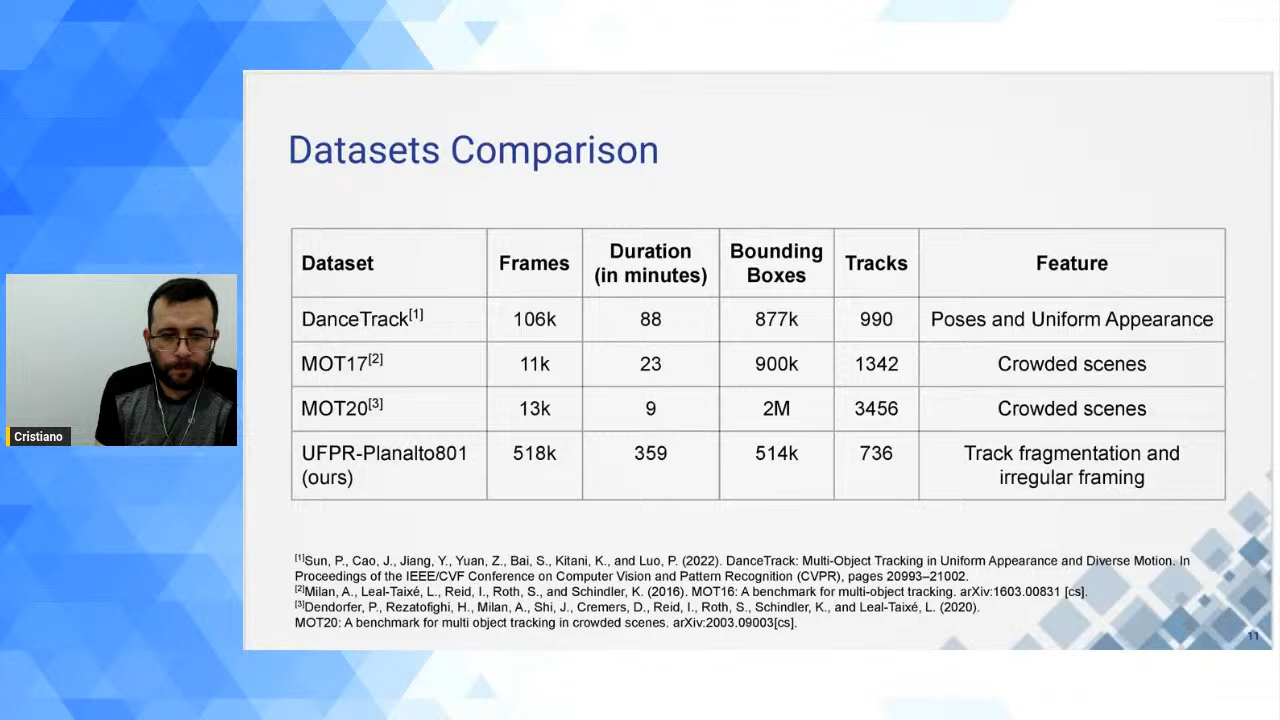 Datasets Comparison
Dataset Frames Duration (in minutes) Bounding Boxes Tracks Feature
DanceTrack[1] 106k 88 877k 990 Poses and Uniform Appearance
MOT17[2] 11k 23 900k 1342 Crowded scenes
MOT20[3] 13k 9 2M 3456 Crowded scenes
UFPR-Planalto801 (ours) 518k 359 514k 736 Track fragmentation and irregular framing
[1]Sun, P., Cao, J., Jiang, Y., Yuan, Z., Bai, S., Kitani, K., and Luo, P. (2022). DanceTrack: Multi-Object Tracking in Uniform Appearance and Diverse Motion. In
Proceedings of the IEEE/CVF Conference on Computer Vision and Pattern Recognition (CVPR), pages 20993–21002.
[2]Milan, A., Leal-Taixé, L., Reid, I., Roth, S., and Schindler, K. (2016). MOT16: A benchmark for multi-object tracking. arXiv:1603.00831 [cs].
[3]Dendorfer, P., Rezatofighi, H., Milan, A., Shi, J., Cremers, D., Reid, I., Roth, S., Schindler, K., and Leal-Taixé, L. (2020).
MOT20: A benchmark for multi object tracking in crowded scenes. arXiv:2003.09003[cs].
11
Cristiano